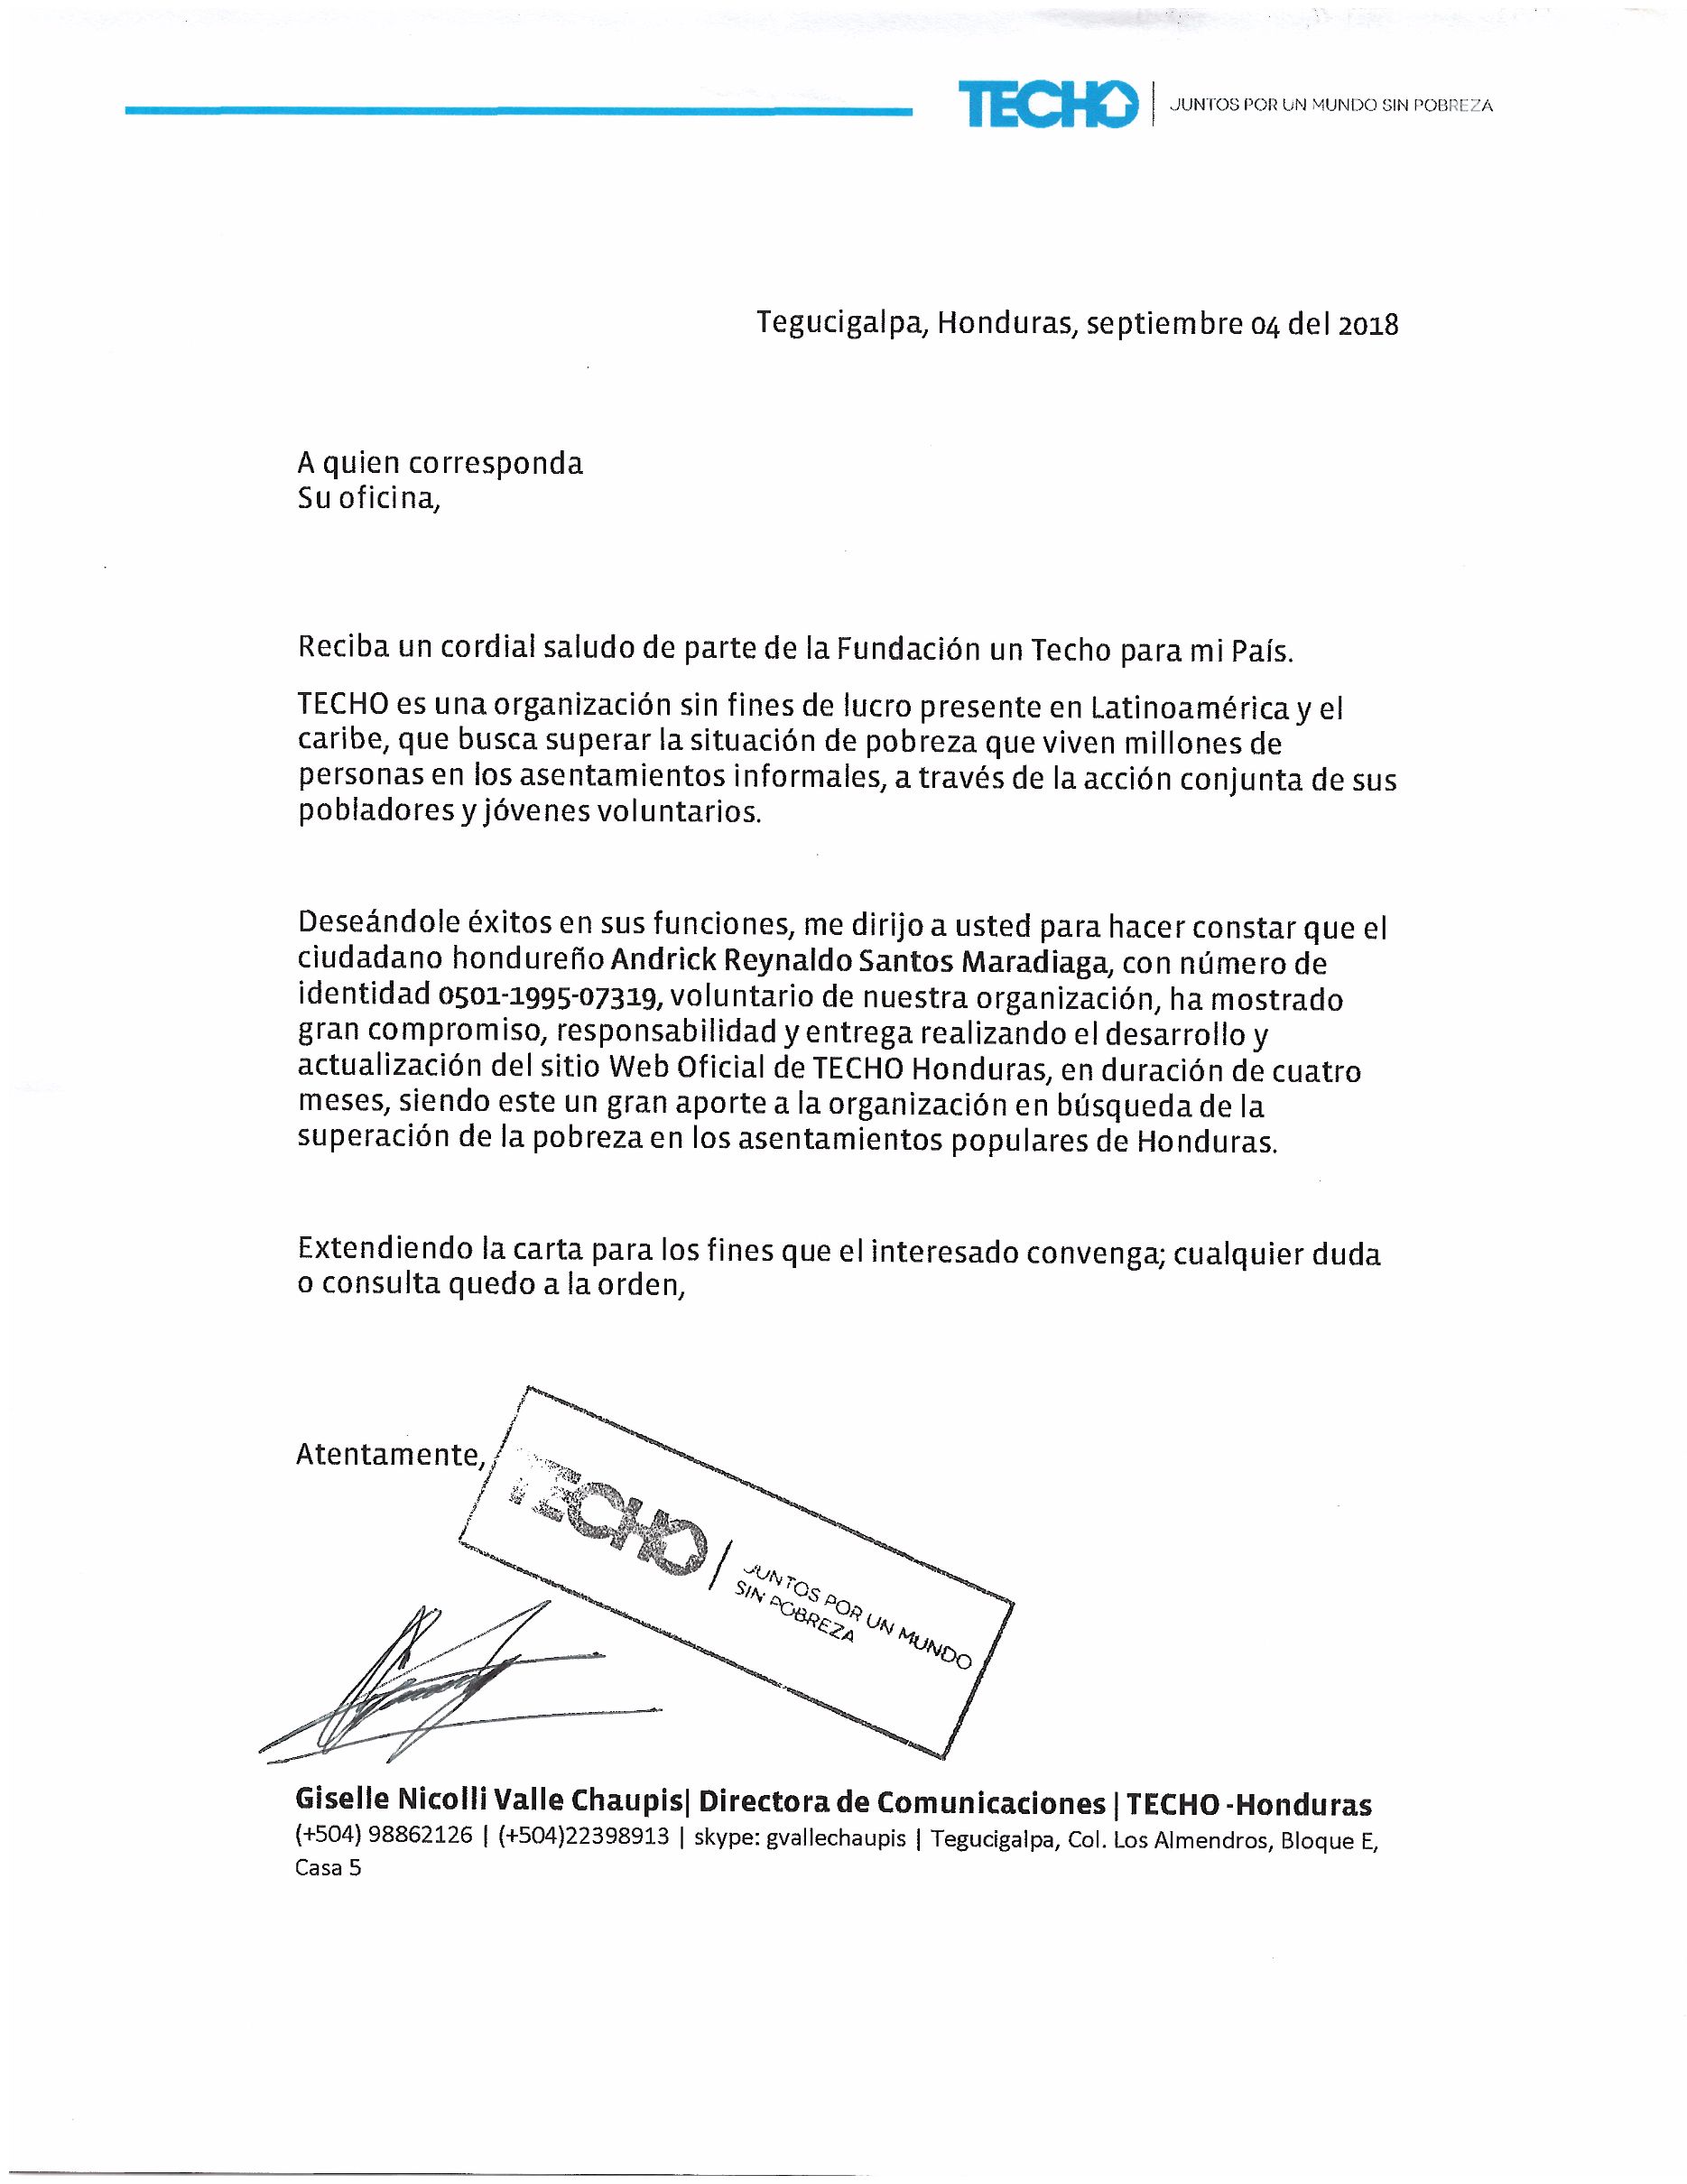 TECHO | JUNTOS POR UN MUNDO SIN POBREZA
Tegucigalpa, Honduras, septiembre 04 del 2018
A quien corresponda
Su oficina,
Reciba un cordial saludo de parte de la Fundación un Techo para mi País.
TECHO es una organización sin fines de lucro presente en Latinoamérica y el
caribe, que busca superar la situación de pobreza que viven millones de
personas en los asentamientos informales, a través de la acción conjunta de sus
pobladores y jóvenes voluntarios.
Deseándole éxitos en sus funciones, me dirijo a usted para hacer constar que el
ciudadano hondureño Andrick Reynaldo Santos Maradiaga, con número de
identidad 0501-1995-07319, voluntario de nuestra organización, ha mostrado
gran compromiso, responsabilidad y entrega realizando el desarrollo y
actualización del sitio Web Oficial de TECHO Honduras, en duración de cuatro
meses, siendo este un gran aporte a la organización en búsqueda de la
superación de la pobreza en los asentamientos populares de Honduras.
Extendiendo la carta para los fines que el interesado convenga; cualquier duda
o consulta quedo a la orden,
Atentamente,
TECHO | JUNTOS POR UN MUNDO
SIN POBREZA
Giselle Nicolli Valle Chaupis| Directora de Comunicaciones | TECHO -Honduras
(+504) 98862126 | (+504)22398913 | skype: gvallechaupis | Tegucigalpa, Col. Los Almendros, Bloque E,
Casa 5